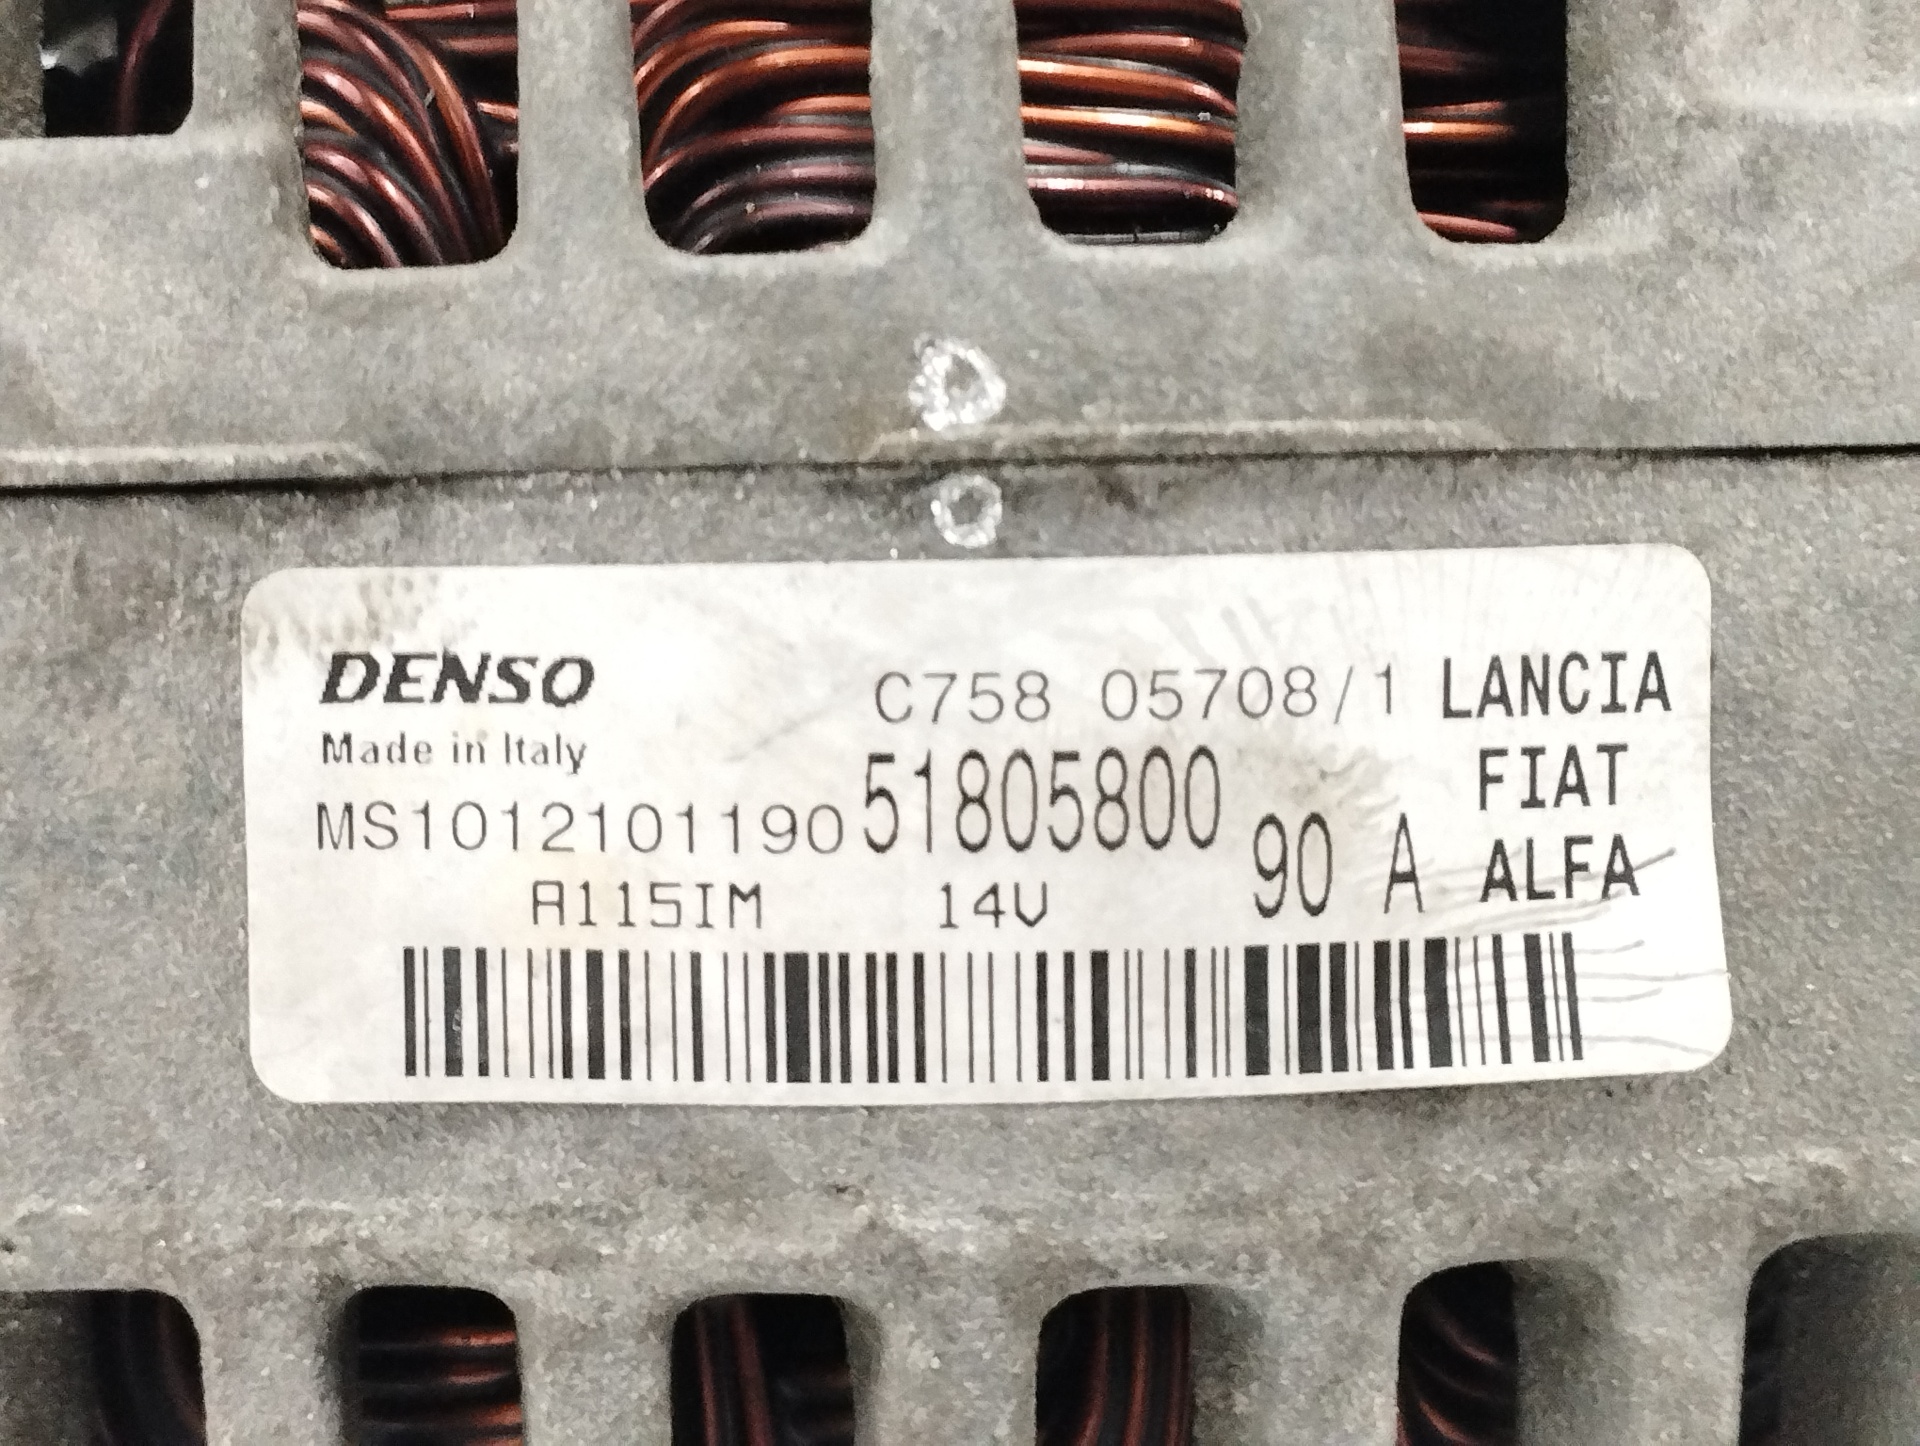 DENSO C758 05708/1 LANCIA
Made in Italy 51805800 FIAT
MS1012101190 90 A ALFA
A115IM 14V